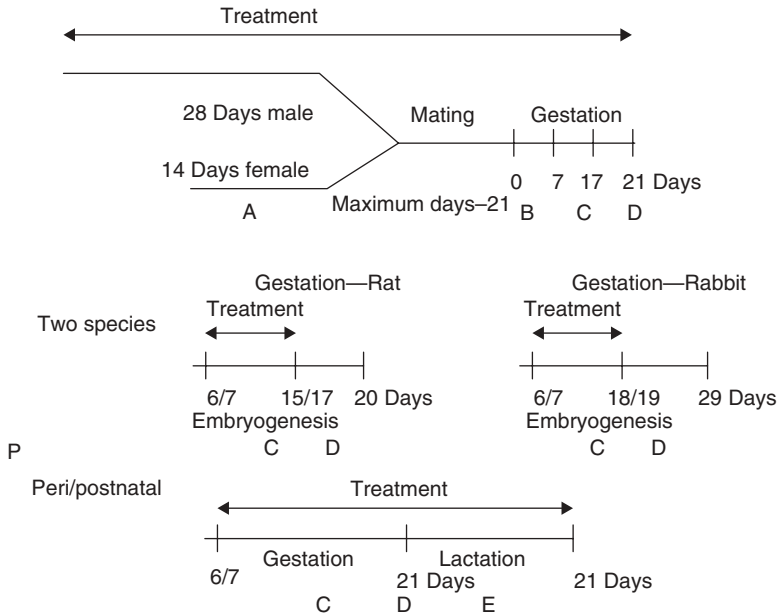 Treatment
28 Days male
Mating
Gestation
14 Days female
0 7 17 21 Days
Maximum days–21
A
B C D
Gestation—Rat
Gestation—Rabbit
Treatment
Treatment
Two species
6/7 15/17 20 Days
6/7 18/19 29 Days
Embryogenesis
Embryogenesis
C D
C D
P
Peri/postnatal
Treatment
Gestation
Lactation
6/7 21 Days 21 Days
C D E